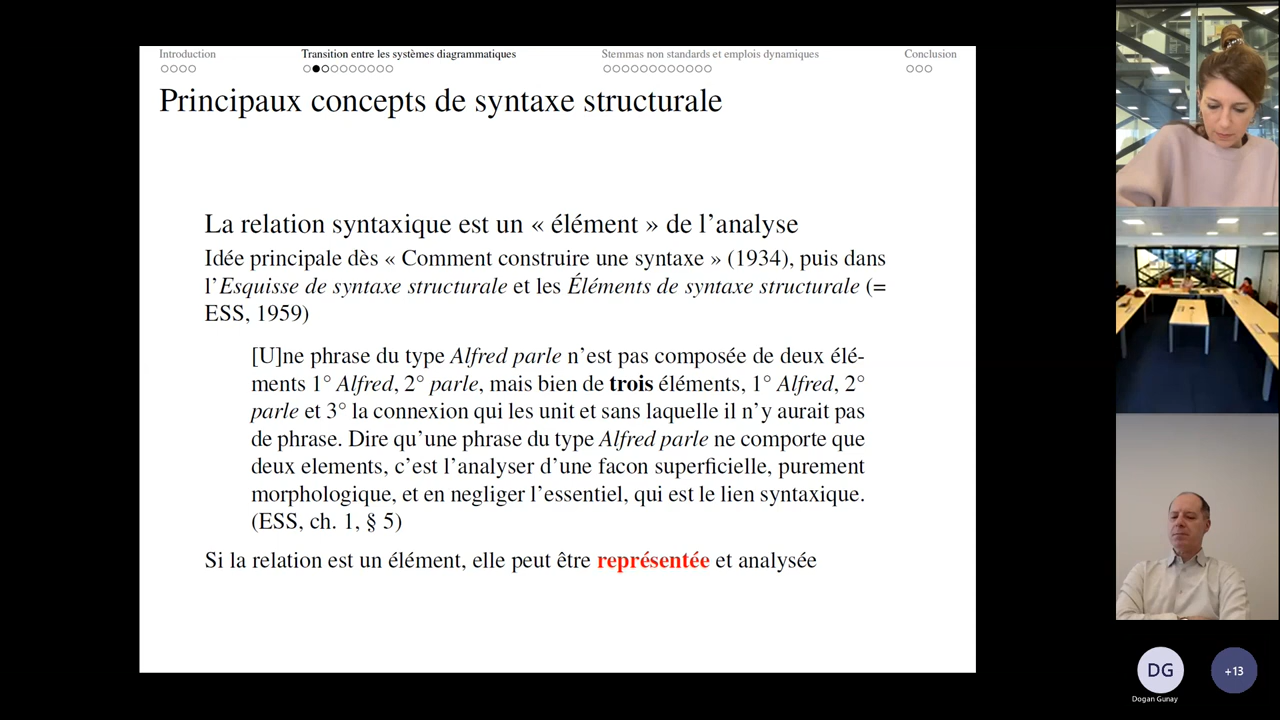 Introduction
Transition entre les systèmes diagrammatiques
Stemmas non standards et emplois dynamiques
Conclusion
Principaux concepts de syntaxe structurale
La relation syntaxique est un « élément » de l'analyse
Idée principale dès « Comment construire une syntaxe » (1934), puis dans
l'Esquisse de syntaxe structurale et les Éléments de syntaxe structurale (=
ESS, 1959)
[U]ne phrase du type Alfred parle n'est pas composée de deux élé-
ments 1° Alfred, 2° parle, mais bien de trois éléments, 1° Alfred, 2°
parle et 3° la connexion qui les unit et sans laquelle il n'y aurait pas
de phrase. Dire qu'une phrase du type Alfred parle ne comporte que
deux elements, c'est l'analyser d'une facon superficielle, purement
morphologique, et en negliger l'essentiel, qui est le lien syntaxique.
(ESS, ch. 1, § 5)
Si la relation est un élément, elle peut être représentée et analysée
DG
+13
Dogan Gunay